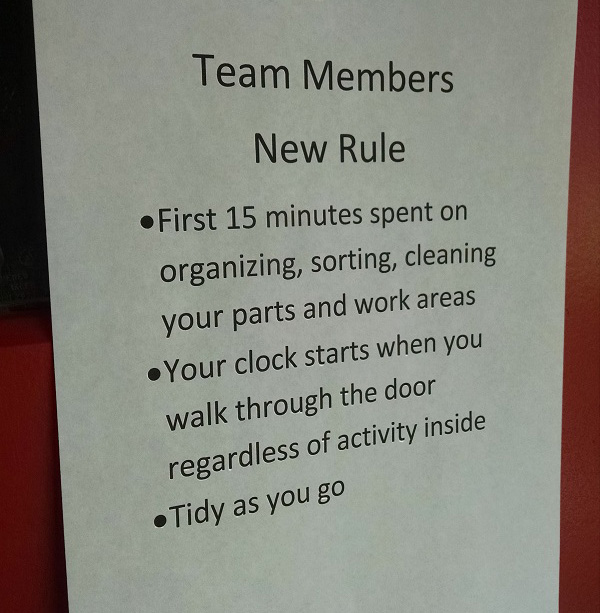 Team Members
New Rule
•First 15 minutes spent on
organizing, sorting, cleaning
your parts and work areas
•Your clock starts when you
walk through the door
regardless of activity inside
•Tidy as you go